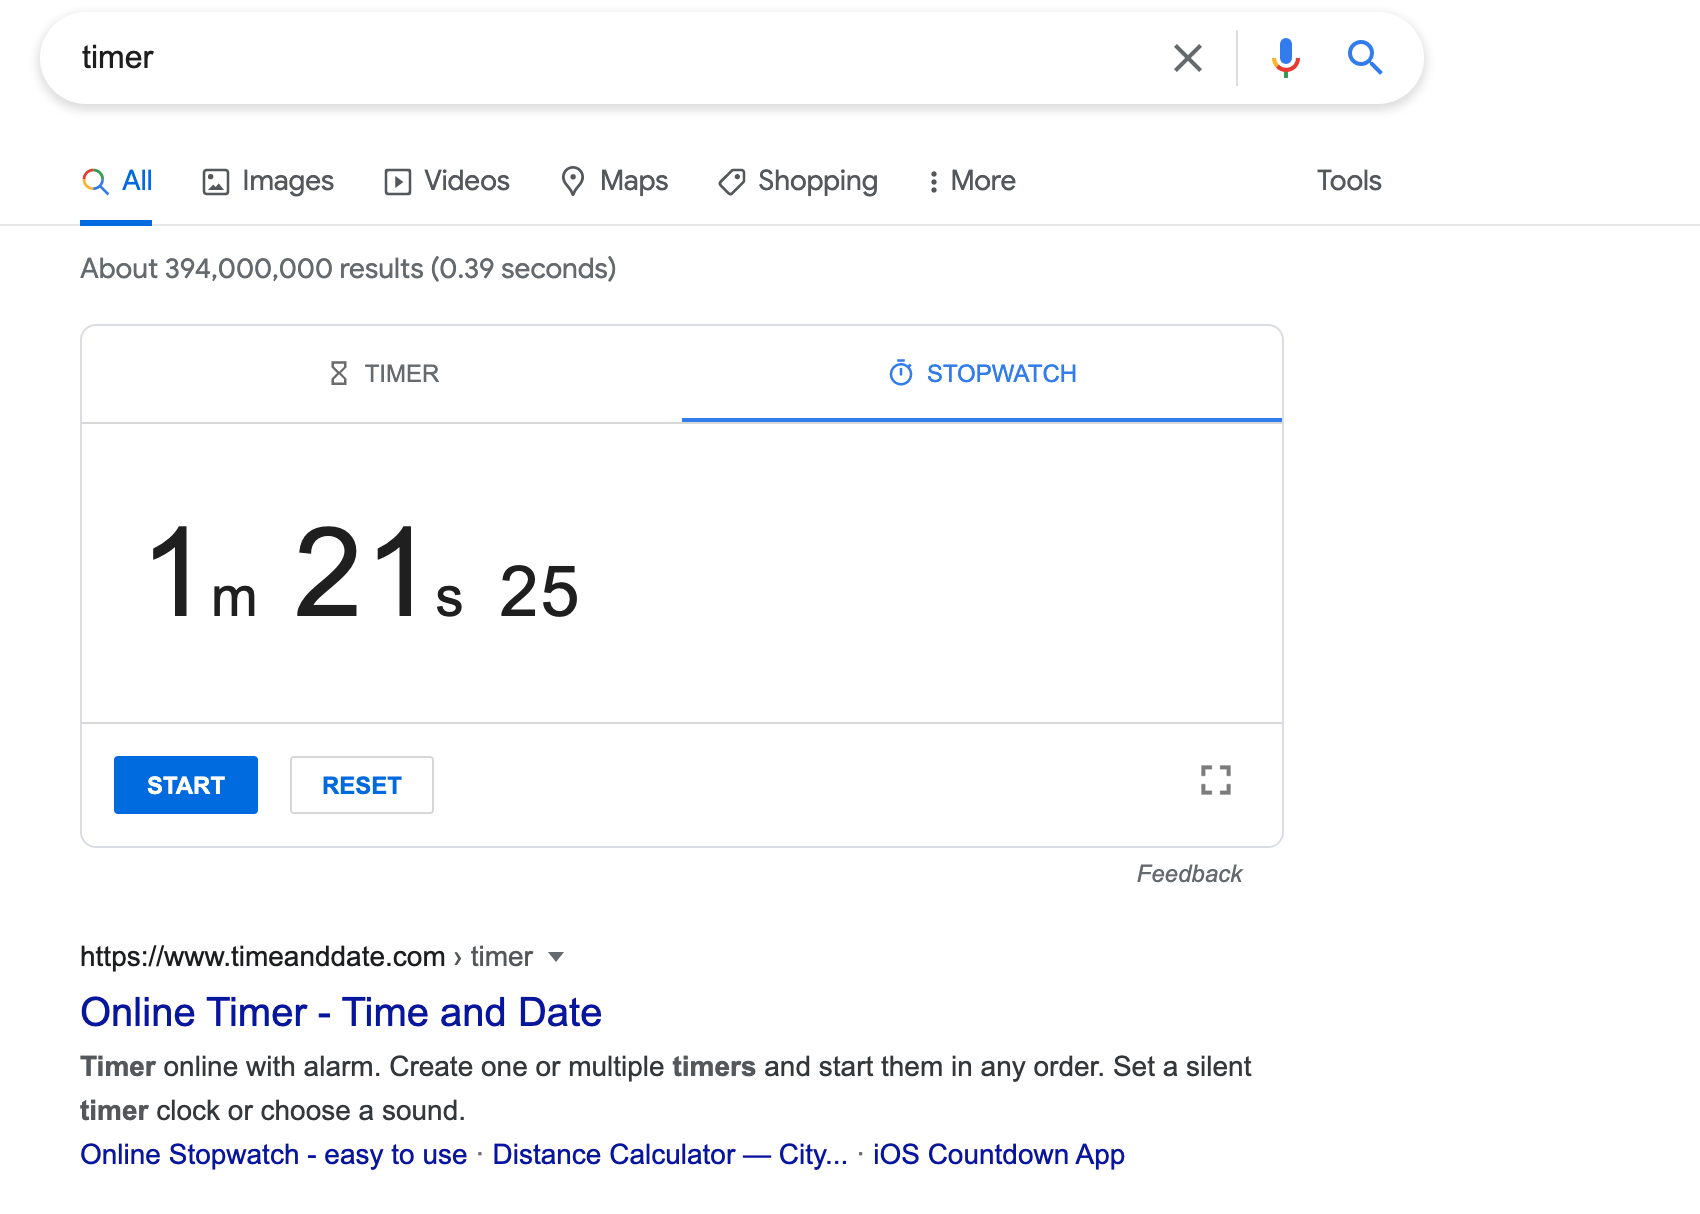 timer
All Images Videos Maps Shopping More Tools
About 394,000,000 results (0.39 seconds)
TIMER STOPWATCH
1m 21s 25
START RESET
Feedback
https://www.timeanddate.com › timer
Online Timer - Time and Date
Timer online with alarm. Create one or multiple timers and start them in any order. Set a silent
timer clock or choose a sound.
Online Stopwatch - easy to use · Distance Calculator — City... · iOS Countdown App